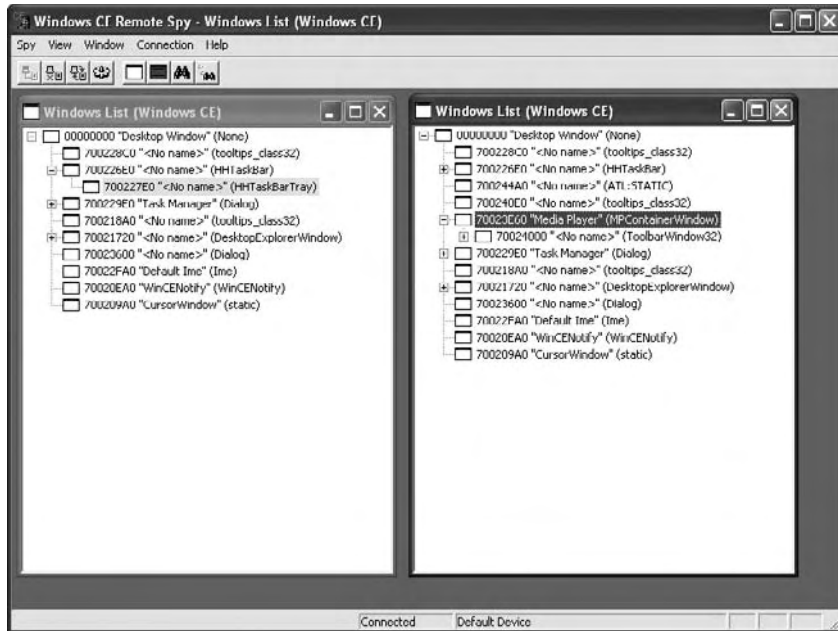 Windows CE Remote Spy - Windows List (Windows CE)
Spy View Window Connection Help
Windows List (Windows CE)
00000000 "Desktop Window" (None)
700228C0 "<No name>" (tooltips_class32)
700226E0 "<No name>" (HHTaskBar)
700227E0 "<No name>" (HHTaskBarTray)
700229E0 "Task Manager" (Dialog)
700218A0 "<No name>" (tooltips_class32)
70021720 "<No name>" (DesktopExplorerWindow)
70023600 "<No name>" (Dialog)
70022FA0 "Default Ime" (Ime)
70020EA0 "WinCENotify" (WinCENotify)
700209A0 "CursorWindow" (static)
Windows List (Windows CE)
00000000 "Desktop Window" (None)
700228C0 "<No name>" (tooltips_class32)
700226E0 "<No name>" (HHTaskBar)
700244A0 "<No name>" (ATL:STATIC)
700240E0 "<No name>" (tooltips_class32)
70023E60 "Media Player" (MPContainerWindow)
70024000 "<No name>" (ToolbarWindow32)
700229E0 "Task Manager" (Dialog)
700218A0 "<No name>" (tooltips_class32)
70021720 "<No name>" (DesktopExplorerWindow)
70023600 "<No name>" (Dialog)
70022FA0 "Default Ime" (Ime)
70020EA0 "WinCENotify" (WinCENotify)
700209A0 "CursorWindow" (static)
Connected Default Device